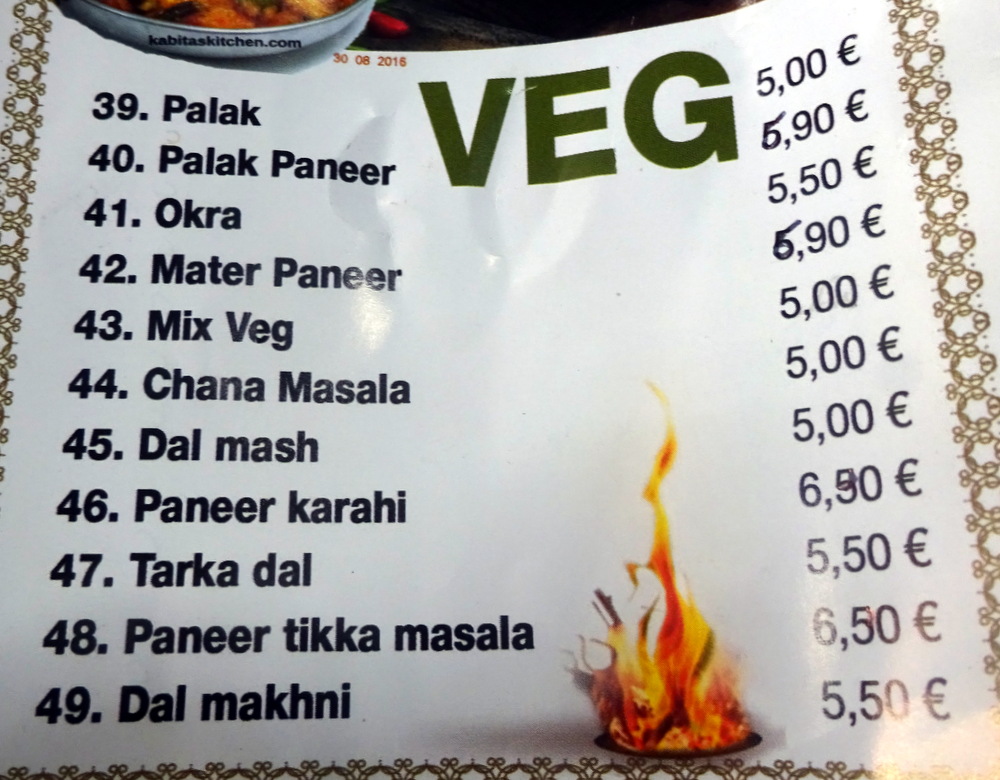 kabitaskitchen.com
30 08 2016
VEG
39. Palak 5,00 €
40. Palak Paneer 5,90 €
41. Okra 5,50 €
42. Mater Paneer 5,90 €
43. Mix Veg 5,00 €
44. Chana Masala 5,00 €
45. Dal mash 5,00 €
46. Paneer karahi 6,90 €
47. Tarka dal 5,50 €
48. Paneer tikka masala 6,50 €
49. Dal makhni 5,50 €